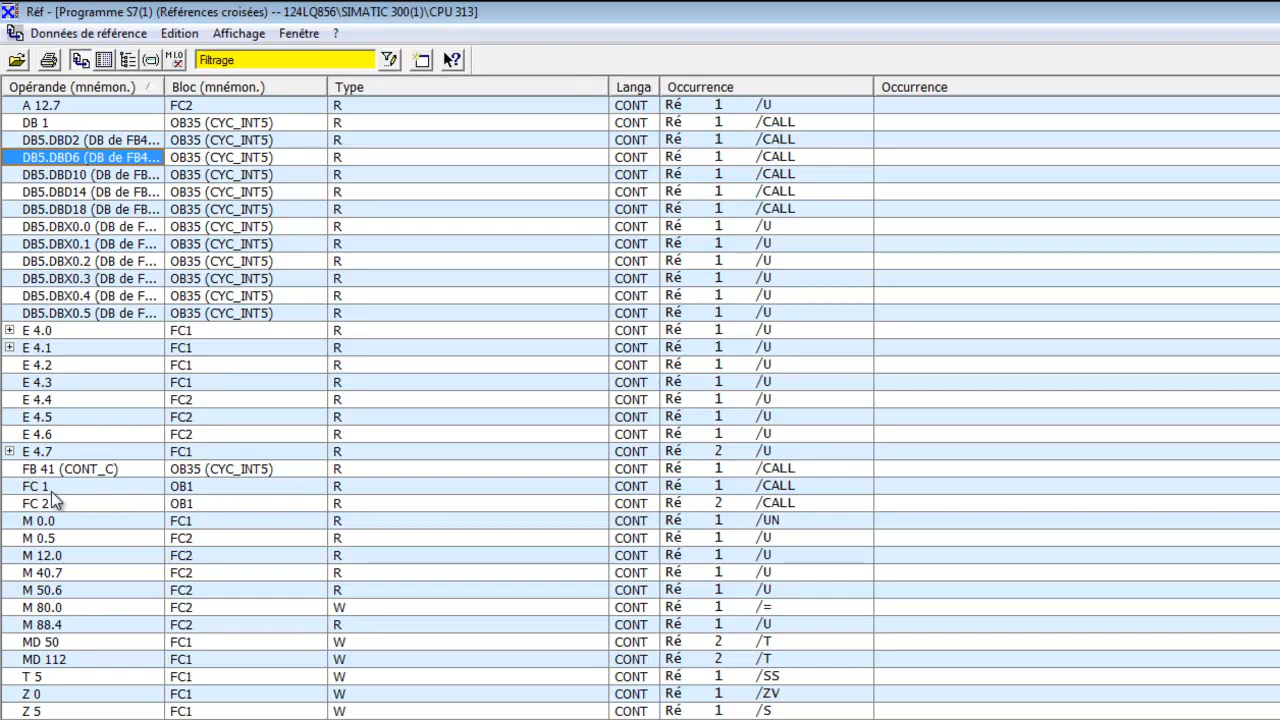 Réf - [Programme S7(1) (Références croisées) -- 124LQ856\SIMATIC 300(1)\CPU 313]
Données de référence Edition Affichage Fenêtre ?
Filtrage
Opérande (mnémon.) / Bloc (mnémon.) Type Langa Occurrence Occurrence
A 12.7 FC2 R CONT Ré 1 /U
DB 1 OB35 (CYC_INT5) R CONT Ré 1 /CALL
DB5.DBD2 (DB de FB4... OB35 (CYC_INT5) R CONT Ré 1 /CALL
DB5.DBD6 (DB de FB4... OB35 (CYC_INT5) R CONT Ré 1 /CALL
DB5.DBD10 (DB de FB... OB35 (CYC_INT5) R CONT Ré 1 /CALL
DB5.DBD14 (DB de FB... OB35 (CYC_INT5) R CONT Ré 1 /CALL
DB5.DBD18 (DB de FB... OB35 (CYC_INT5) R CONT Ré 1 /CALL
DB5.DBX0.0 (DB de F... OB35 (CYC_INT5) R CONT Ré 1 /U
DB5.DBX0.1 (DB de F... OB35 (CYC_INT5) R CONT Ré 1 /U
DB5.DBX0.2 (DB de F... OB35 (CYC_INT5) R CONT Ré 1 /U
DB5.DBX0.3 (DB de F... OB35 (CYC_INT5) R CONT Ré 1 /U
DB5.DBX0.4 (DB de F... OB35 (CYC_INT5) R CONT Ré 1 /U
DB5.DBX0.5 (DB de F... OB35 (CYC_INT5) R CONT Ré 1 /U
E 4.0 FC1 R CONT Ré 1 /U
E 4.1 FC1 R CONT Ré 1 /U
E 4.2 FC1 R CONT Ré 1 /U
E 4.3 FC1 R CONT Ré 1 /U
E 4.4 FC2 R CONT Ré 1 /U
E 4.5 FC2 R CONT Ré 1 /U
E 4.6 FC2 R CONT Ré 1 /U
E 4.7 FC1 R CONT Ré 2 /U
FB 41 (CONT_C) OB35 (CYC_INT5) R CONT Ré 1 /CALL
FC 1 OB1 R CONT Ré 1 /CALL
FC 2 OB1 R CONT Ré 2 /CALL
M 0.0 FC1 R CONT Ré 1 /UN
M 0.5 FC2 R CONT Ré 1 /U
M 12.0 FC2 R CONT Ré 1 /U
M 40.7 FC2 R CONT Ré 1 /U
M 50.6 FC2 R CONT Ré 1 /U
M 80.0 FC2 W CONT Ré 1 /=
M 88.4 FC2 R CONT Ré 1 /U
MD 50 FC1 W CONT Ré 2 /T
MD 112 FC1 W CONT Ré 2 /T
T 5 FC1 W CONT Ré 1 /SS
Z 0 FC1 W CONT Ré 1 /ZV
Z 5 FC1 W CONT Ré 1 /S